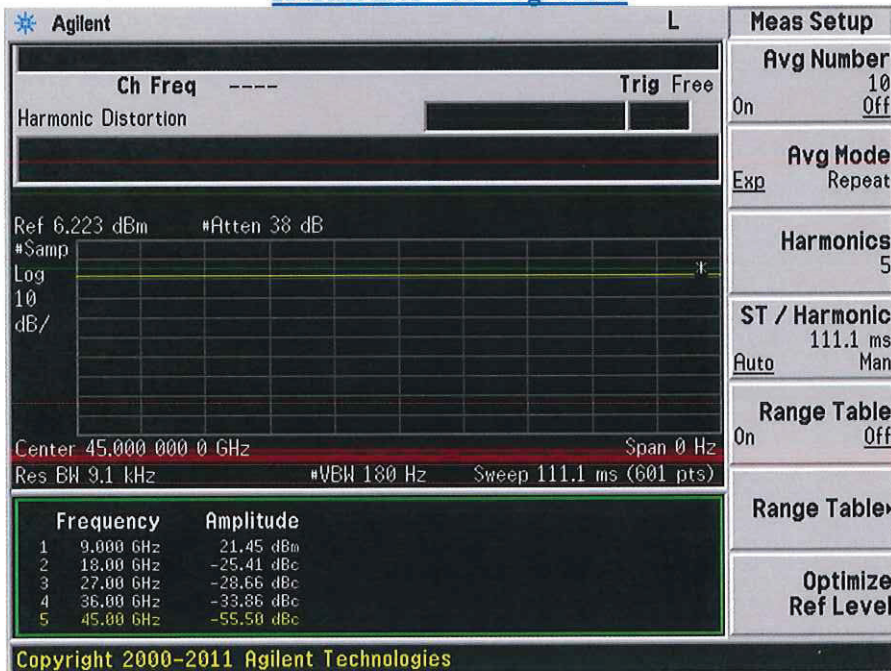 Agilent L
Ch Freq ---- Trig Free
Harmonic Distortion
Ref 6.223 dBm #Atten 38 dB
#Samp
Log
10
dB/
*
Center 45.000 000 0 GHz Span 0 Hz
Res BW 9.1 kHz #VBW 180 Hz Sweep 111.1 ms (601 pts)
Frequency Amplitude
1 9.000 GHz 21.45 dBm
2 18.00 GHz -25.41 dBc
3 27.00 GHz -28.66 dBc
4 36.00 GHz -33.86 dBc
5 45.00 GHz -55.50 dBc
Copyright 2000-2011 Agilent Technologies
Meas Setup
Avg Number
10
On Off
Avg Mode
Exp Repeat
Harmonics
5
ST / Harmonic
111.1 ms
Auto Man
Range Table
On Off
Range Table
Optimize
Ref Level